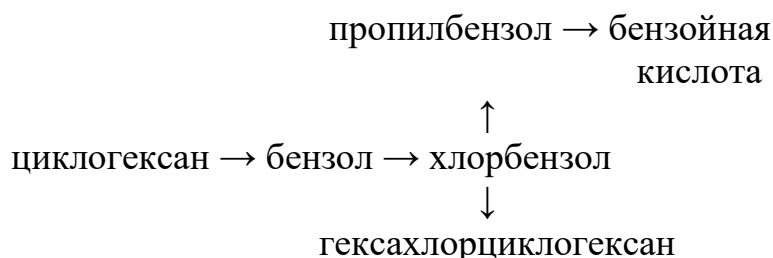 пропилбензол → бензойная
кислота
↑
циклогексан → бензол → хлорбензол
↓
гексахлорциклогексан